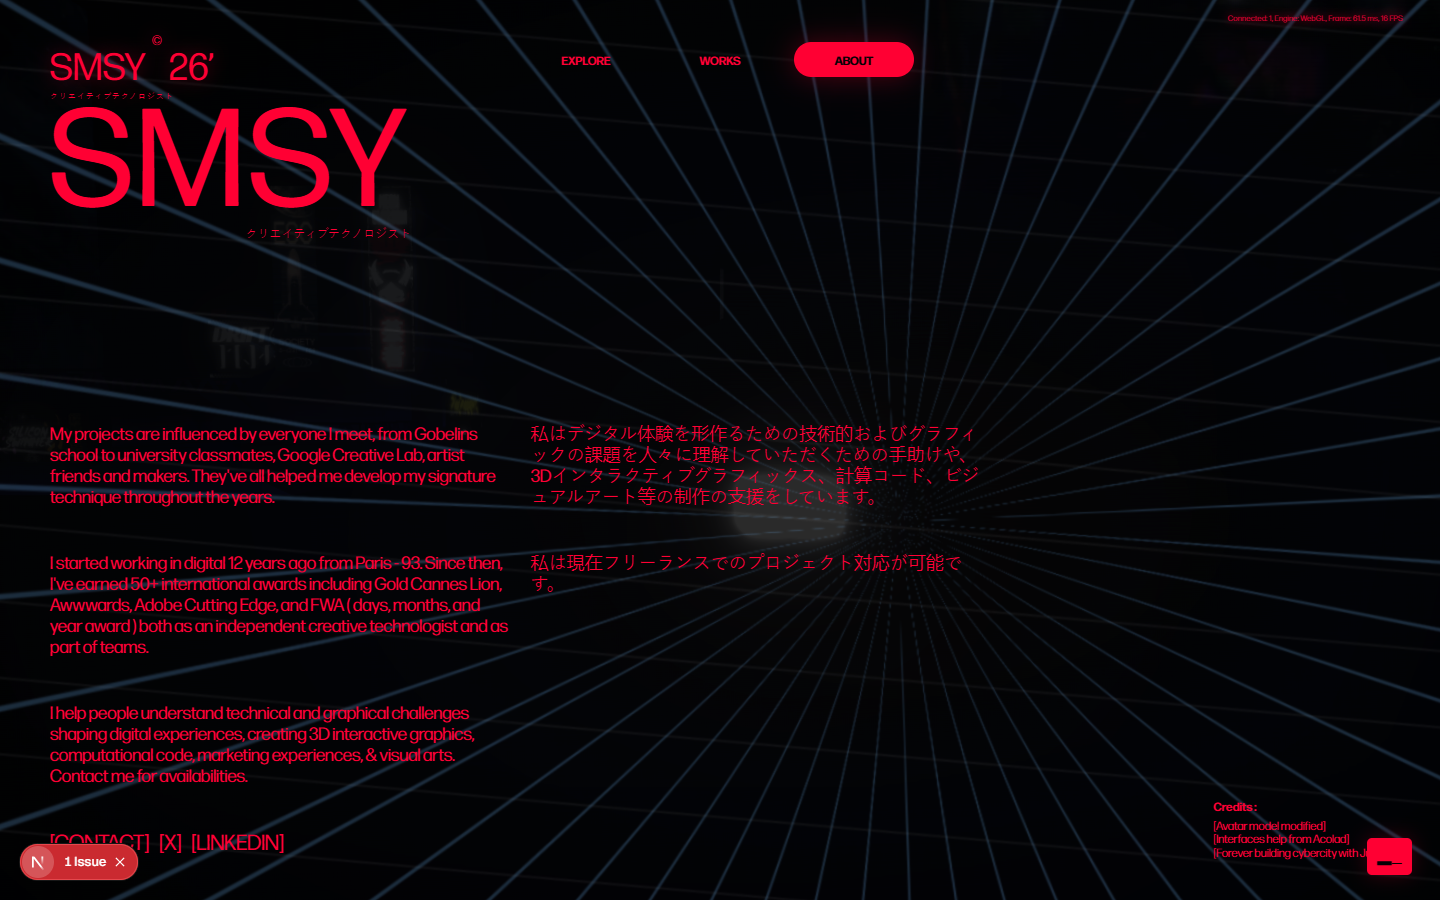 Connected: 1, Engine: WebGL, Frame: 61.5 ms, 16 FPS
SMSY © 26’
クリエイティブテクノロジスト
EXPLORE
WORKS
ABOUT
SMSY
クリエイティブテクノロジスト
My projects are influenced by everyone I meet, from Gobelins
school to university classmates, Google Creative Lab, artist
friends and makers. They've all helped me develop my signature
technique throughout the years.
I started working in digital 12 years ago from Paris - 93. Since then,
I've earned 50+ international awards including Gold Cannes Lion,
Awwwards, Adobe Cutting Edge, and FWA ( days, months, and
year award ) both as an independent creative technologist and as
part of teams.
I help people understand technical and graphical challenges
shaping digital experiences, creating 3D interactive graphics,
computational code, marketing experiences, & visual arts.
Contact me for availabilities.
私はデジタル体験を形作るための技術的およびグラフィ
ックの課題を人々に理解していただくための手助けや、
3Dインタラクティブグラフィックス、計算コード、ビジ
ュアルアート等の制作の支援をしています。
私は現在フリーランスでのプロジェクト対応が可能で
す。
[CONTACT] [X] [LINKEDIN]
1 Issue
Credits :
[Avatar model modified]
[Interfaces help from Acolad]
[Forever building cybercity with